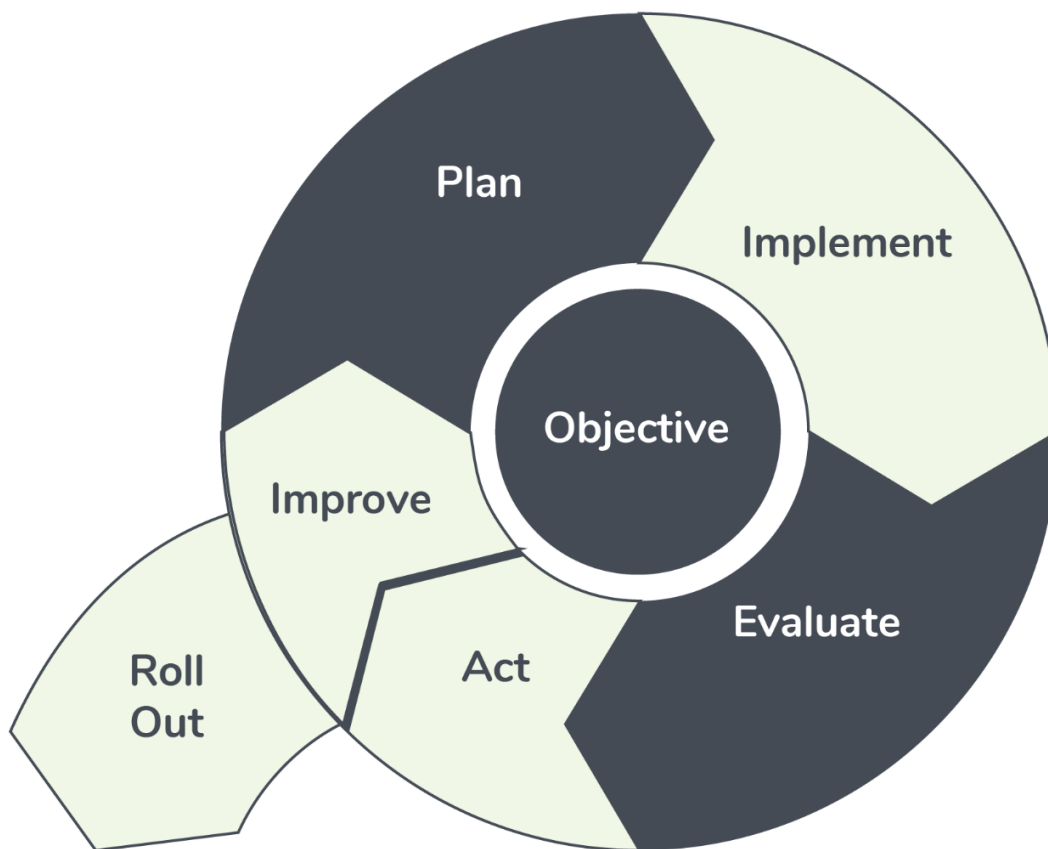 Plan
Implement
Objective
Improve
Evaluate
Act
Roll
Out